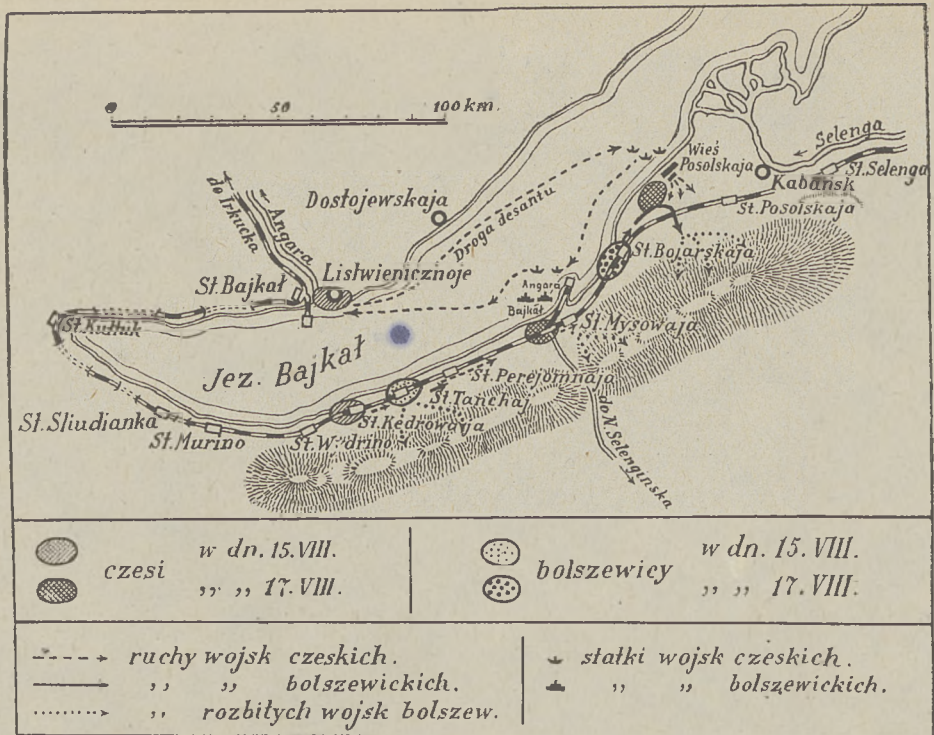 0 50 100 km.
Selenga
Wieś
Posolskaja
St. Selenga
Kabańsk
St. Posolskaja
do Irkucka
Angara
Dostojewskaja
Droga desantu
St. Bojarskaja
Listwienicznoje
St. Bajkał
Angara
Bajkał
St. Mysowaja
St. Kułtuk
Jez. Bajkał
St. Perejomnaja
St. Tanchaj
St. Kedrowaja
St. Sliudianka
St. Murino
do N. Selengińska
czesi
w dn. 15. VIII.
„ „ 17. VIII.
bolszewicy
w dn. 15. VIII.
„ „ 17. VIII.
ruchy wojsk czeskich.
„ „ bolszewickich.
„ rozbitych wojsk bolszew.
statki wojsk czeskich.
„ „ bolszewickich.